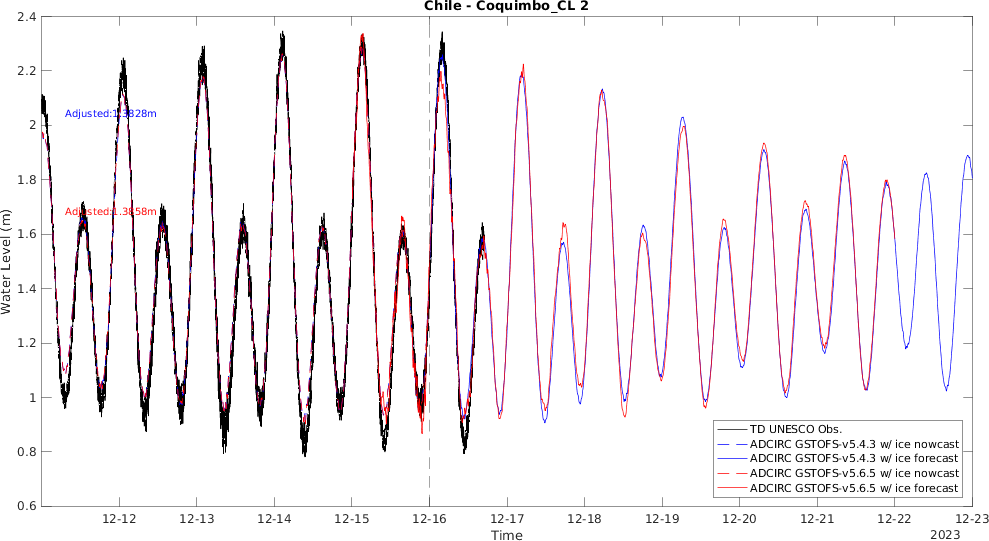 Chile - Coquimbo_CL 2
2.4
2.2
2
1.8
1.6
1.4
1.2
1
0.8
0.6
Water Level (m)
Adjusted:1.3828m
Adjusted:1.3858m
TD UNESCO Obs.
ADCIRC GSTOFS-v5.4.3 w/ ice nowcast
ADCIRC GSTOFS-v5.4.3 w/ ice forecast
ADCIRC GSTOFS-v5.6.5 w/ ice nowcast
ADCIRC GSTOFS-v5.6.5 w/ ice forecast
12-12 12-13 12-14 12-15 12-16 12-17 12-18 12-19 12-20 12-21 12-22 12-23
Time
2023